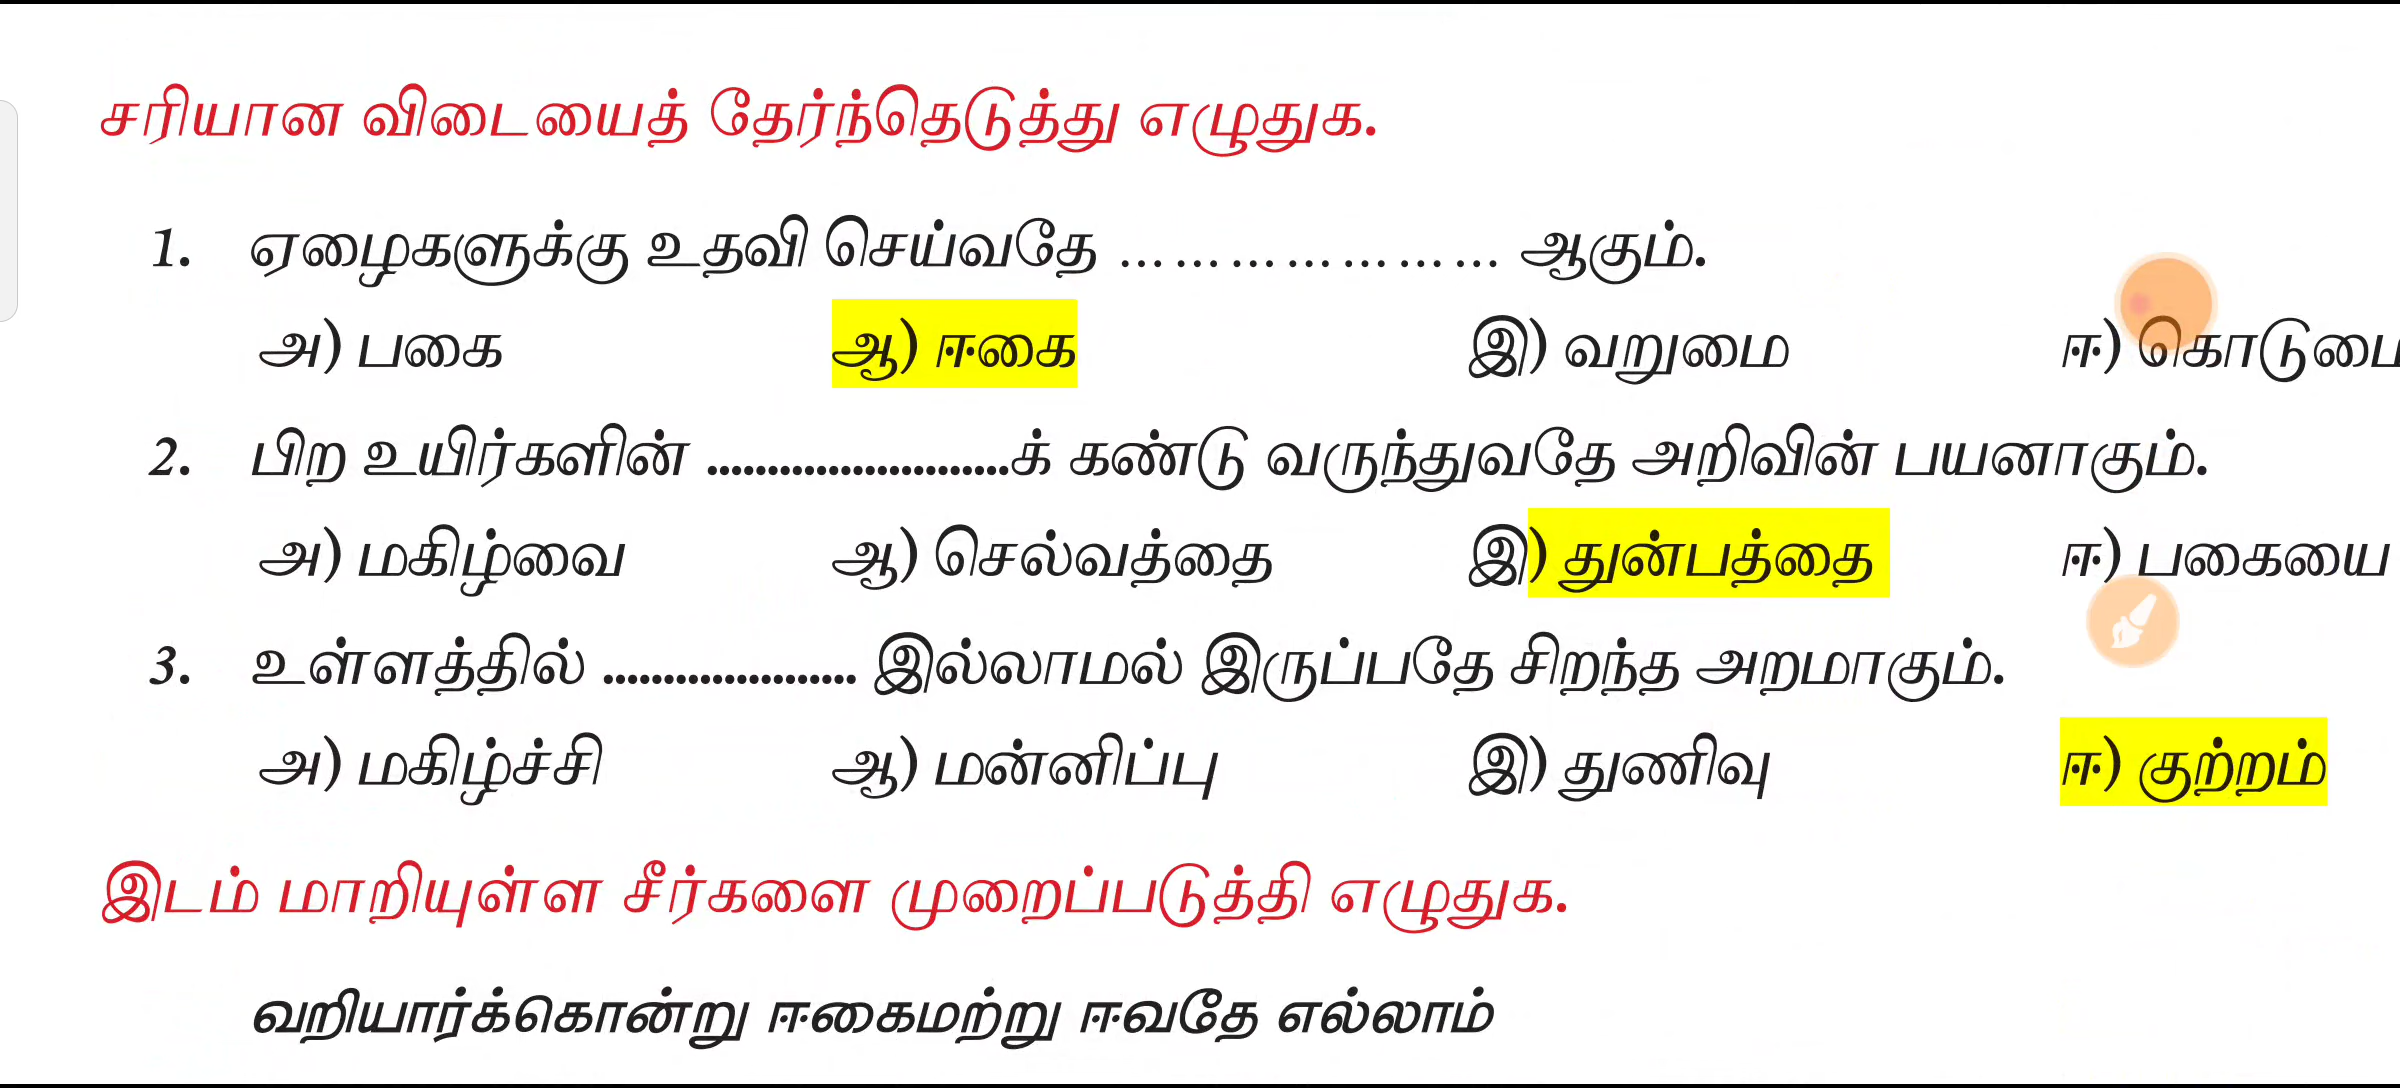 சரியான விடையைத் தேர்ந்தெடுத்து எழுதுக.
1. ஏழைகளுக்கு உதவி செய்வதே ..................... ஆகும்.
அ) பகை ஆ) ஈகை இ) வறுமை ஈ)
2. பிற உயிர்களின் .........................க் கண்டு வருந்துவதே அறிவின் பயனாகும்.
அ) மகிழ்வை ஆ) செல்வத்தை இ) துன்பத்தை ஈ) பகையை
3. உள்ளத்தில் ..................... இல்லாமல் இருப்பதே சிறந்த அறமாகும்.
அ) மகிழ்ச்சி ஆ) மன்னிப்பு இ) துணிவு ஈ) குற்றம்
இடம் மாறியுள்ள சீர்களை முறைப்படுத்தி எழுதுக.
வறியார்க்கொன்று ஈகைமற்று ஈவதே எல்லாம்